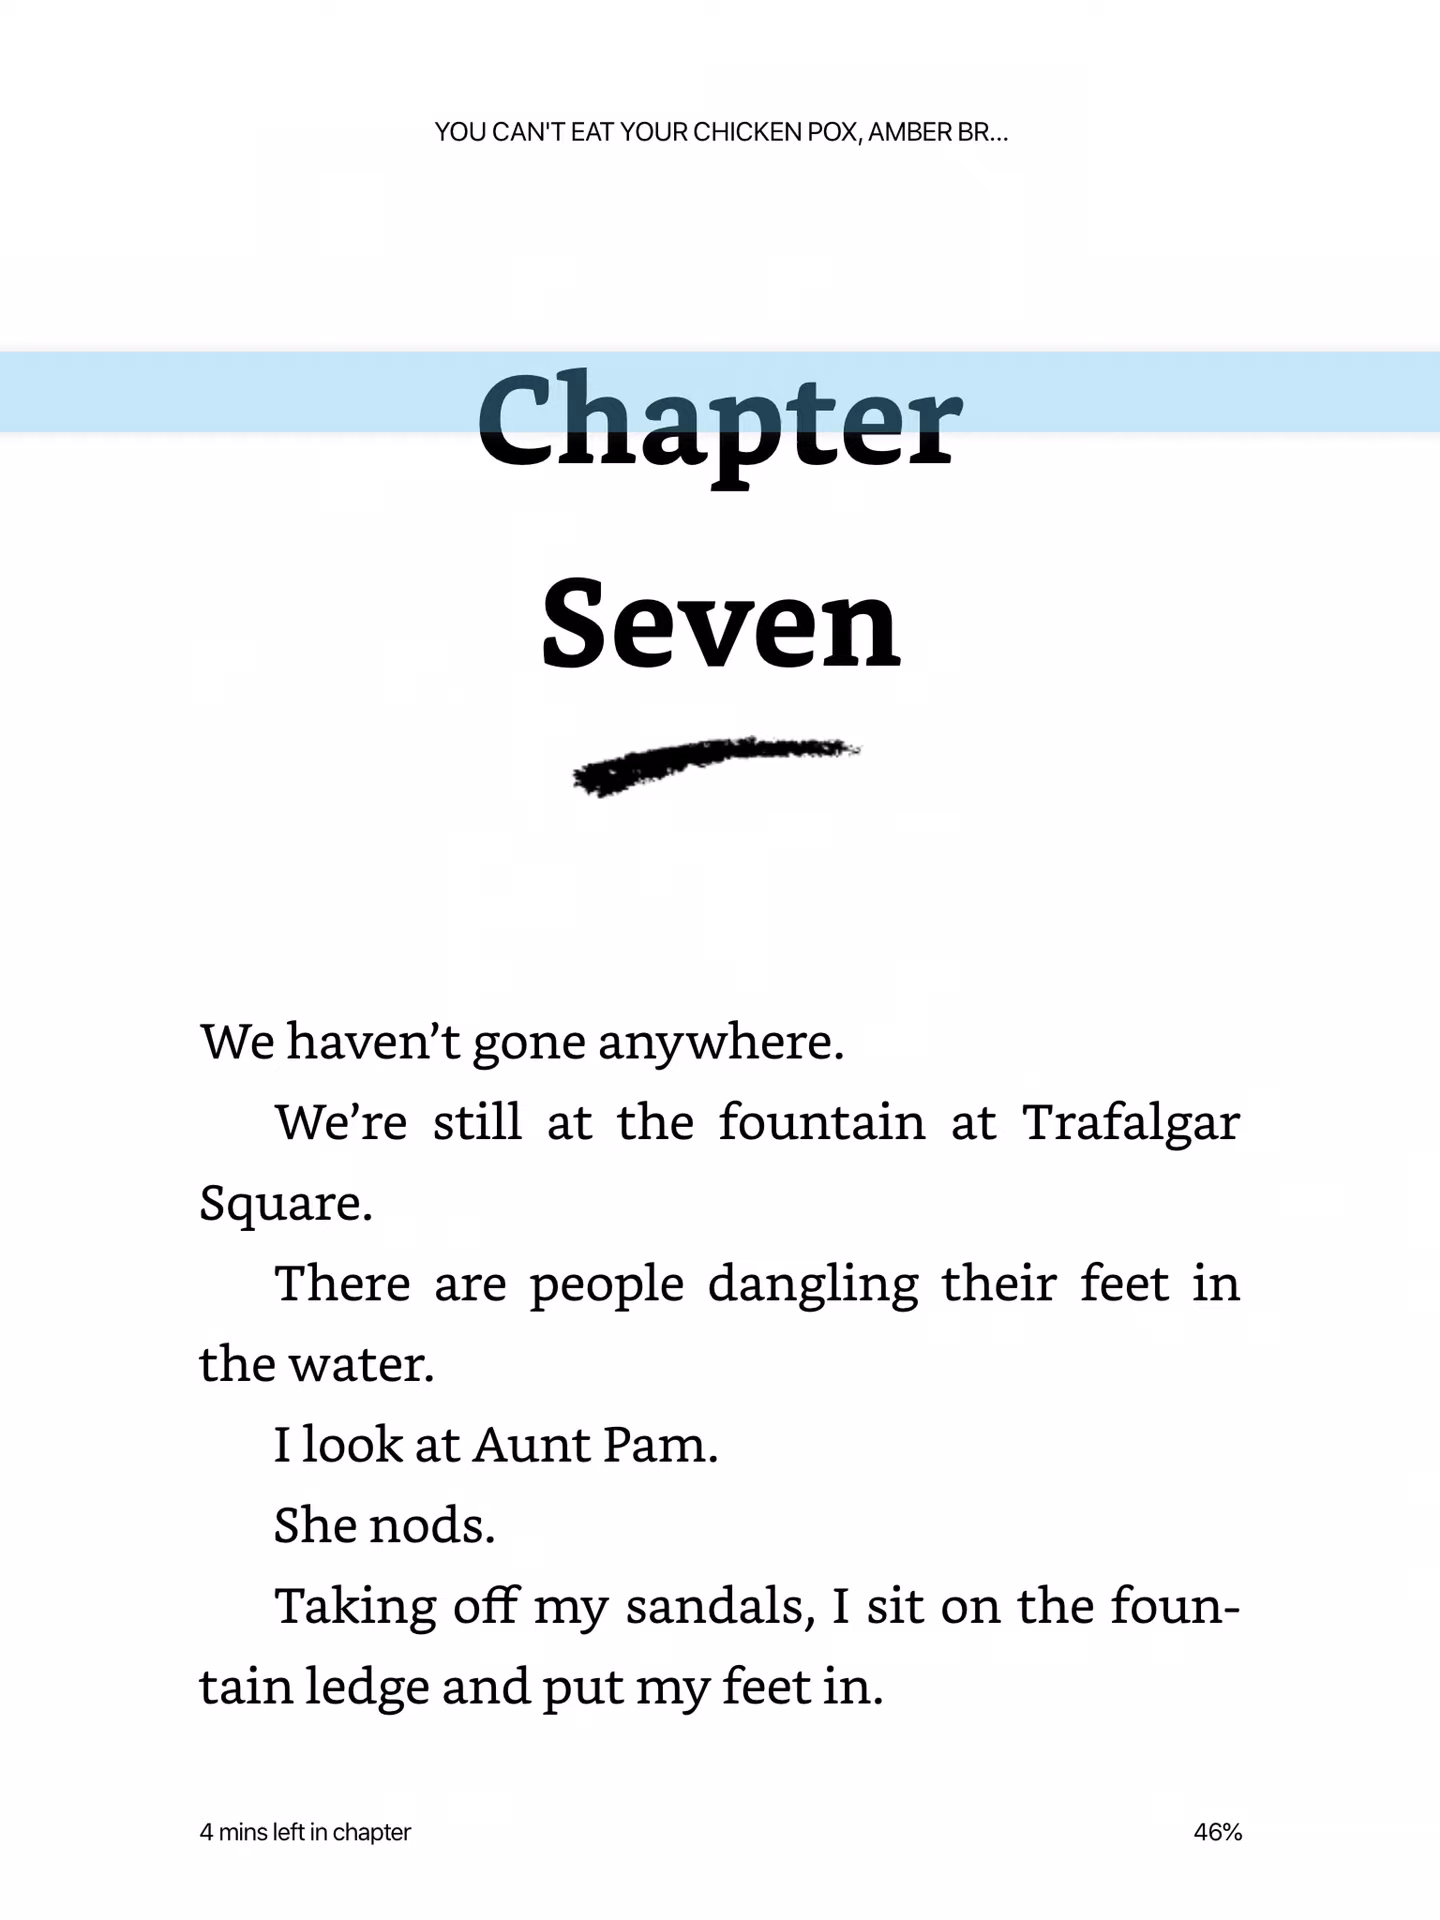 YOU CAN'T EAT YOUR CHICKEN POX, AMBER BR...
Chapter
Seven
We haven’t gone anywhere.
We’re still at the fountain at Trafalgar
Square.
There are people dangling their feet in
the water.
I look at Aunt Pam.
She nods.
Taking off my sandals, I sit on the foun-
tain ledge and put my feet in.
4 mins left in chapter
46%